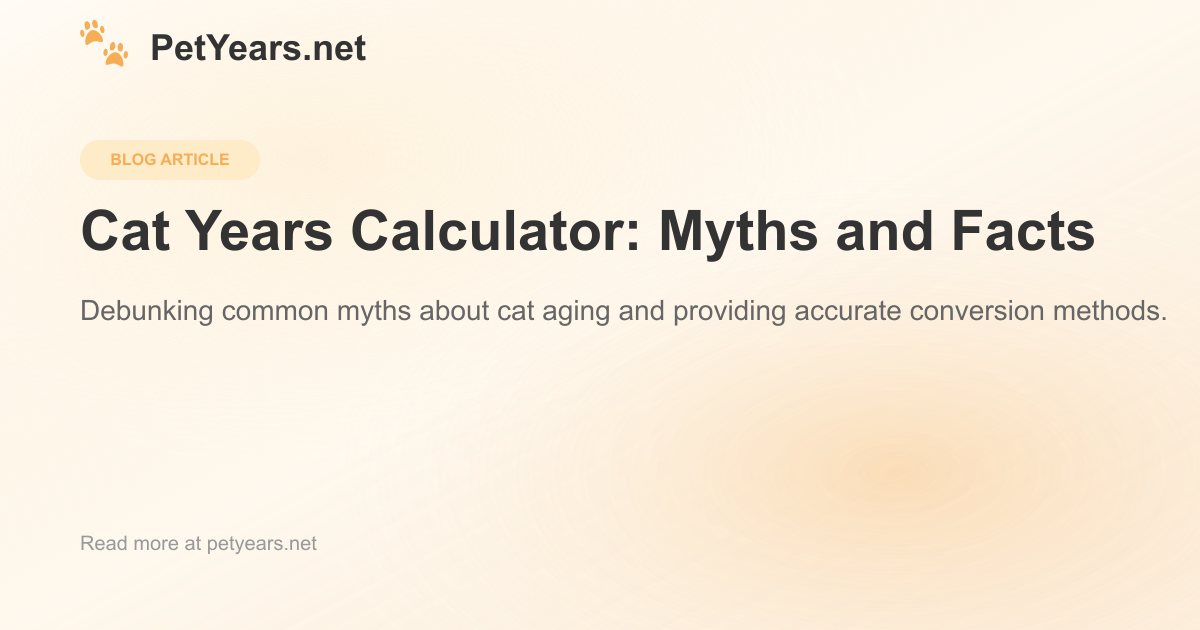 PetYears.net
BLOG ARTICLE
Cat Years Calculator: Myths and Facts
Debunking common myths about cat aging and providing accurate conversion methods.
Read more at petyears.net